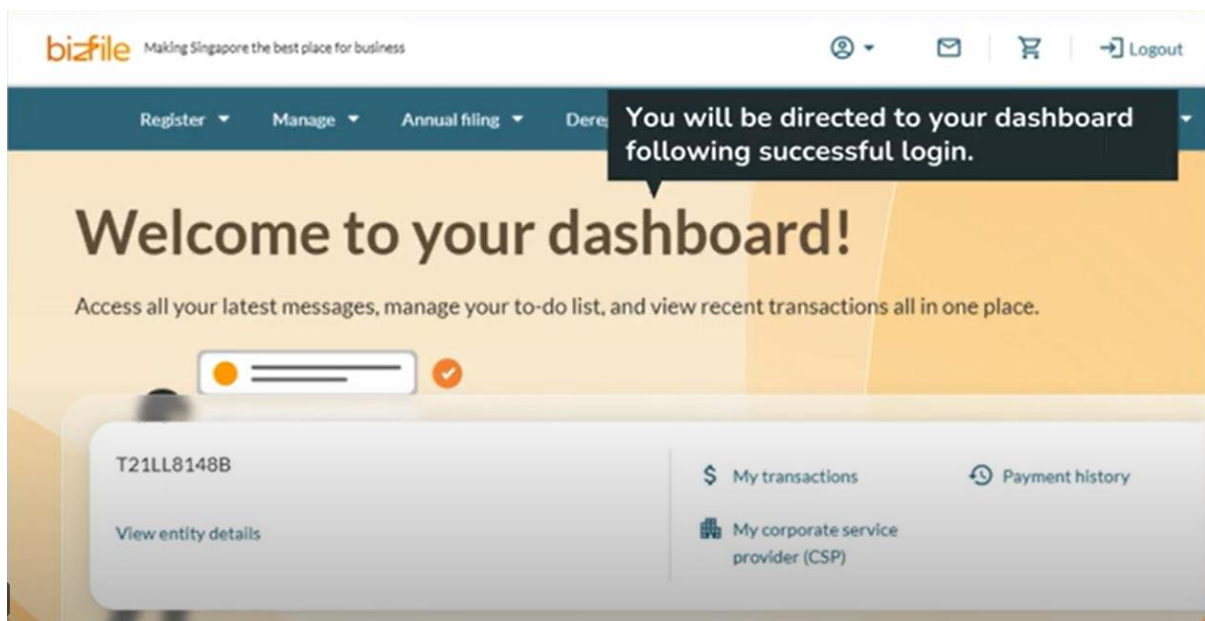 bizfile Making Singapore the best place for business
Logout
Register Manage Annual filing
You will be directed to your dashboard
following successful login.
Welcome to your dashboard!
Access all your latest messages, manage your to-do list, and view recent transactions all in one place.
T21LL8148B
View entity details
$ My transactions
Payment history
My corporate service
provider (CSP)